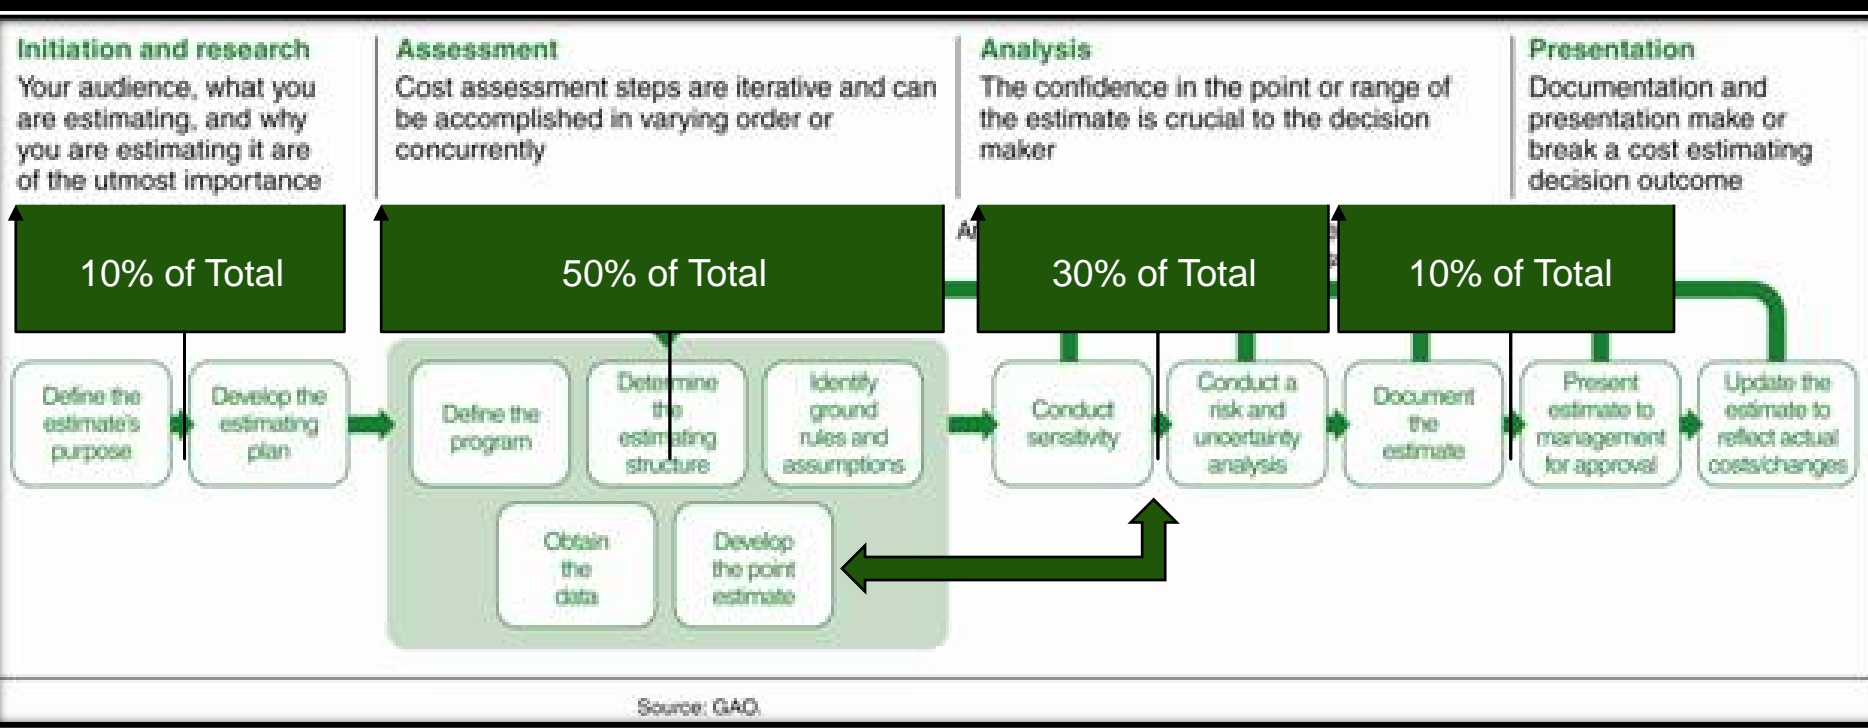 Initiation and research
Your audience, what you
are estimating, and why
you are estimating it are
of the utmost importance
Assessment
Cost assessment steps are iterative and can
be accomplished in varying order or
concurrently
Analysis
The confidence in the point or range of
the estimate is crucial to the decision
maker
Presentation
Documentation and
presentation make or
break a cost estimating
decision outcome
10% of Total
50% of Total
30% of Total
10% of Total
Define the
estimate's
purpose
Develop the
estimating
plan
Define the
program
Determine
the
estimating
structure
Identify
ground
rules and
assumptions
Obtain
the
data
Develop
the point
estimate
Conduct
sensitivity
Conduct a
risk and
uncertainty
analysis
Document
the
estimate
Present
estimate to
management
for approval
Update the
estimate to
reflect actual
costs/changes
Source: GAO.